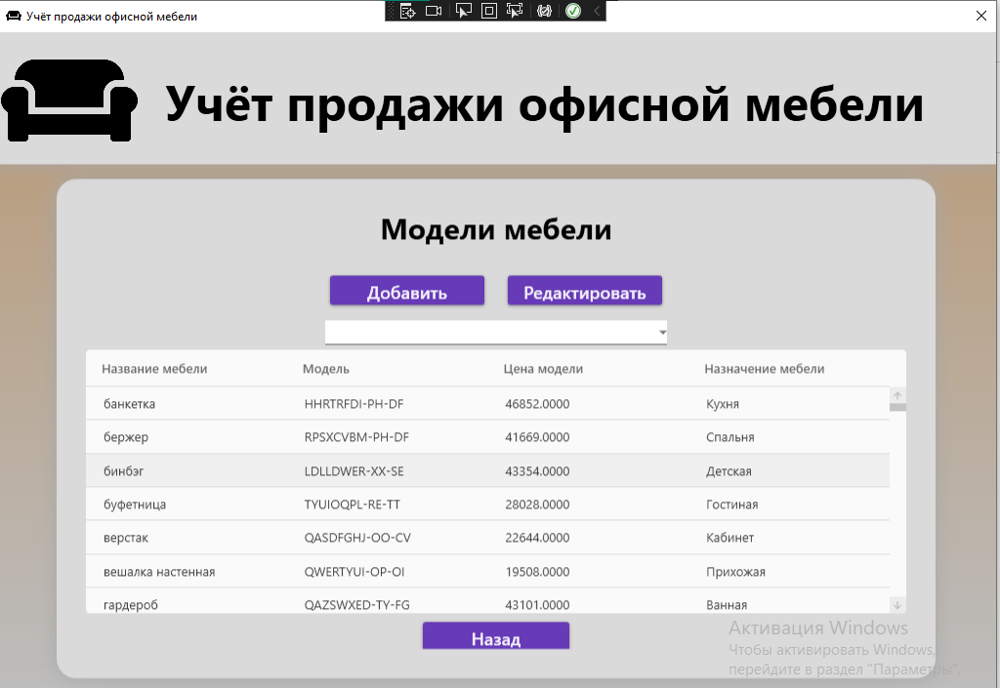 Учёт продажи офисной мебели
Учёт продажи офисной мебели
Модели мебели
Добавить Редактировать
Название мебели Модель Цена модели Назначение мебели
банкетка HHRTRFDI-PH-DF 46852.0000 Кухня
бержер RPSXCVBM-PH-DF 41669.0000 Спальня
бинбэг LDLLDWER-XX-SE 43354.0000 Детская
буфетница TYUIOQPL-RE-TT 28028.0000 Гостиная
верстак QASDFGHJ-OO-CV 22644.0000 Кабинет
вешалка настенная QWERTYUI-OP-OI 19508.0000 Прихожая
гардероб QAZSWXED-TY-FG 43101.0000 Ванная
Назад
Активация Windows
Чтобы активировать Windows,
перейдите в раздел "Параметры".